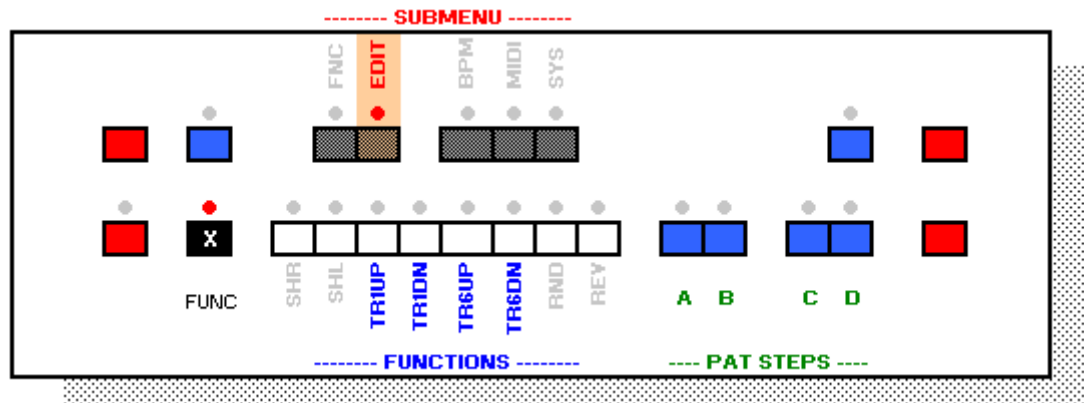 -------- SUBMENU --------
FNC EDIT BPM MIDI SYS
X
FUNC
SHR SHL TR1UP TR1DN TR6UP TR6DN RND REV
A B C D
-------- FUNCTIONS --------
---- PAT STEPS ----